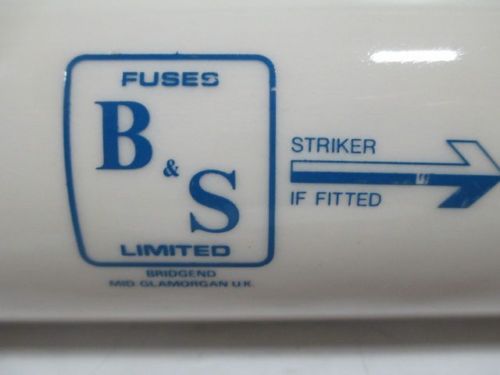 FUSES
B & S
LIMITED
BRIDGEND
MID. GLAMORGAN U.K.
STRIKER
IF FITTED